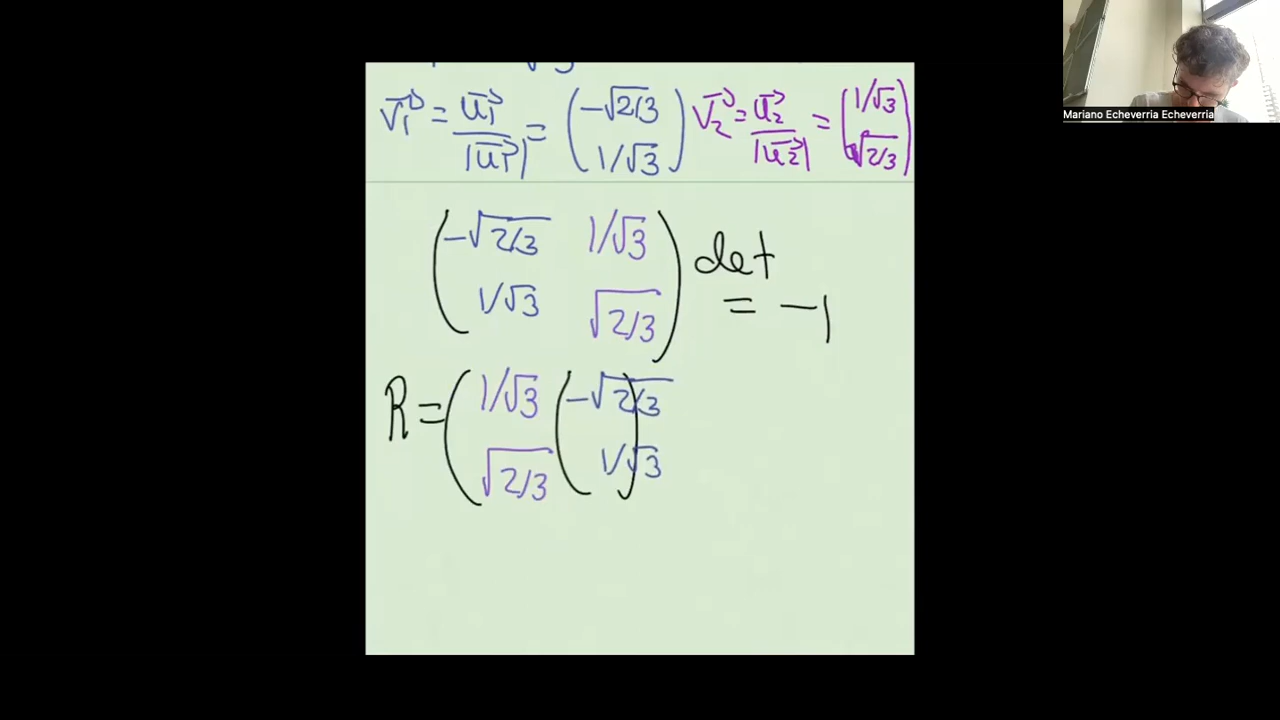 v₁⃗ = u₁⃗/|u₁⃗| = (-√2/3 1/√3) v₂⃗ = u₂⃗/|u₂⃗| = (1/√3 √2/3)
(-√2/3 1/√3
1/√3 √2/3) det = -1
R = (1/√3 (-√2/3
√2/3 1/√3)
Mariano Echeverria Echeverria